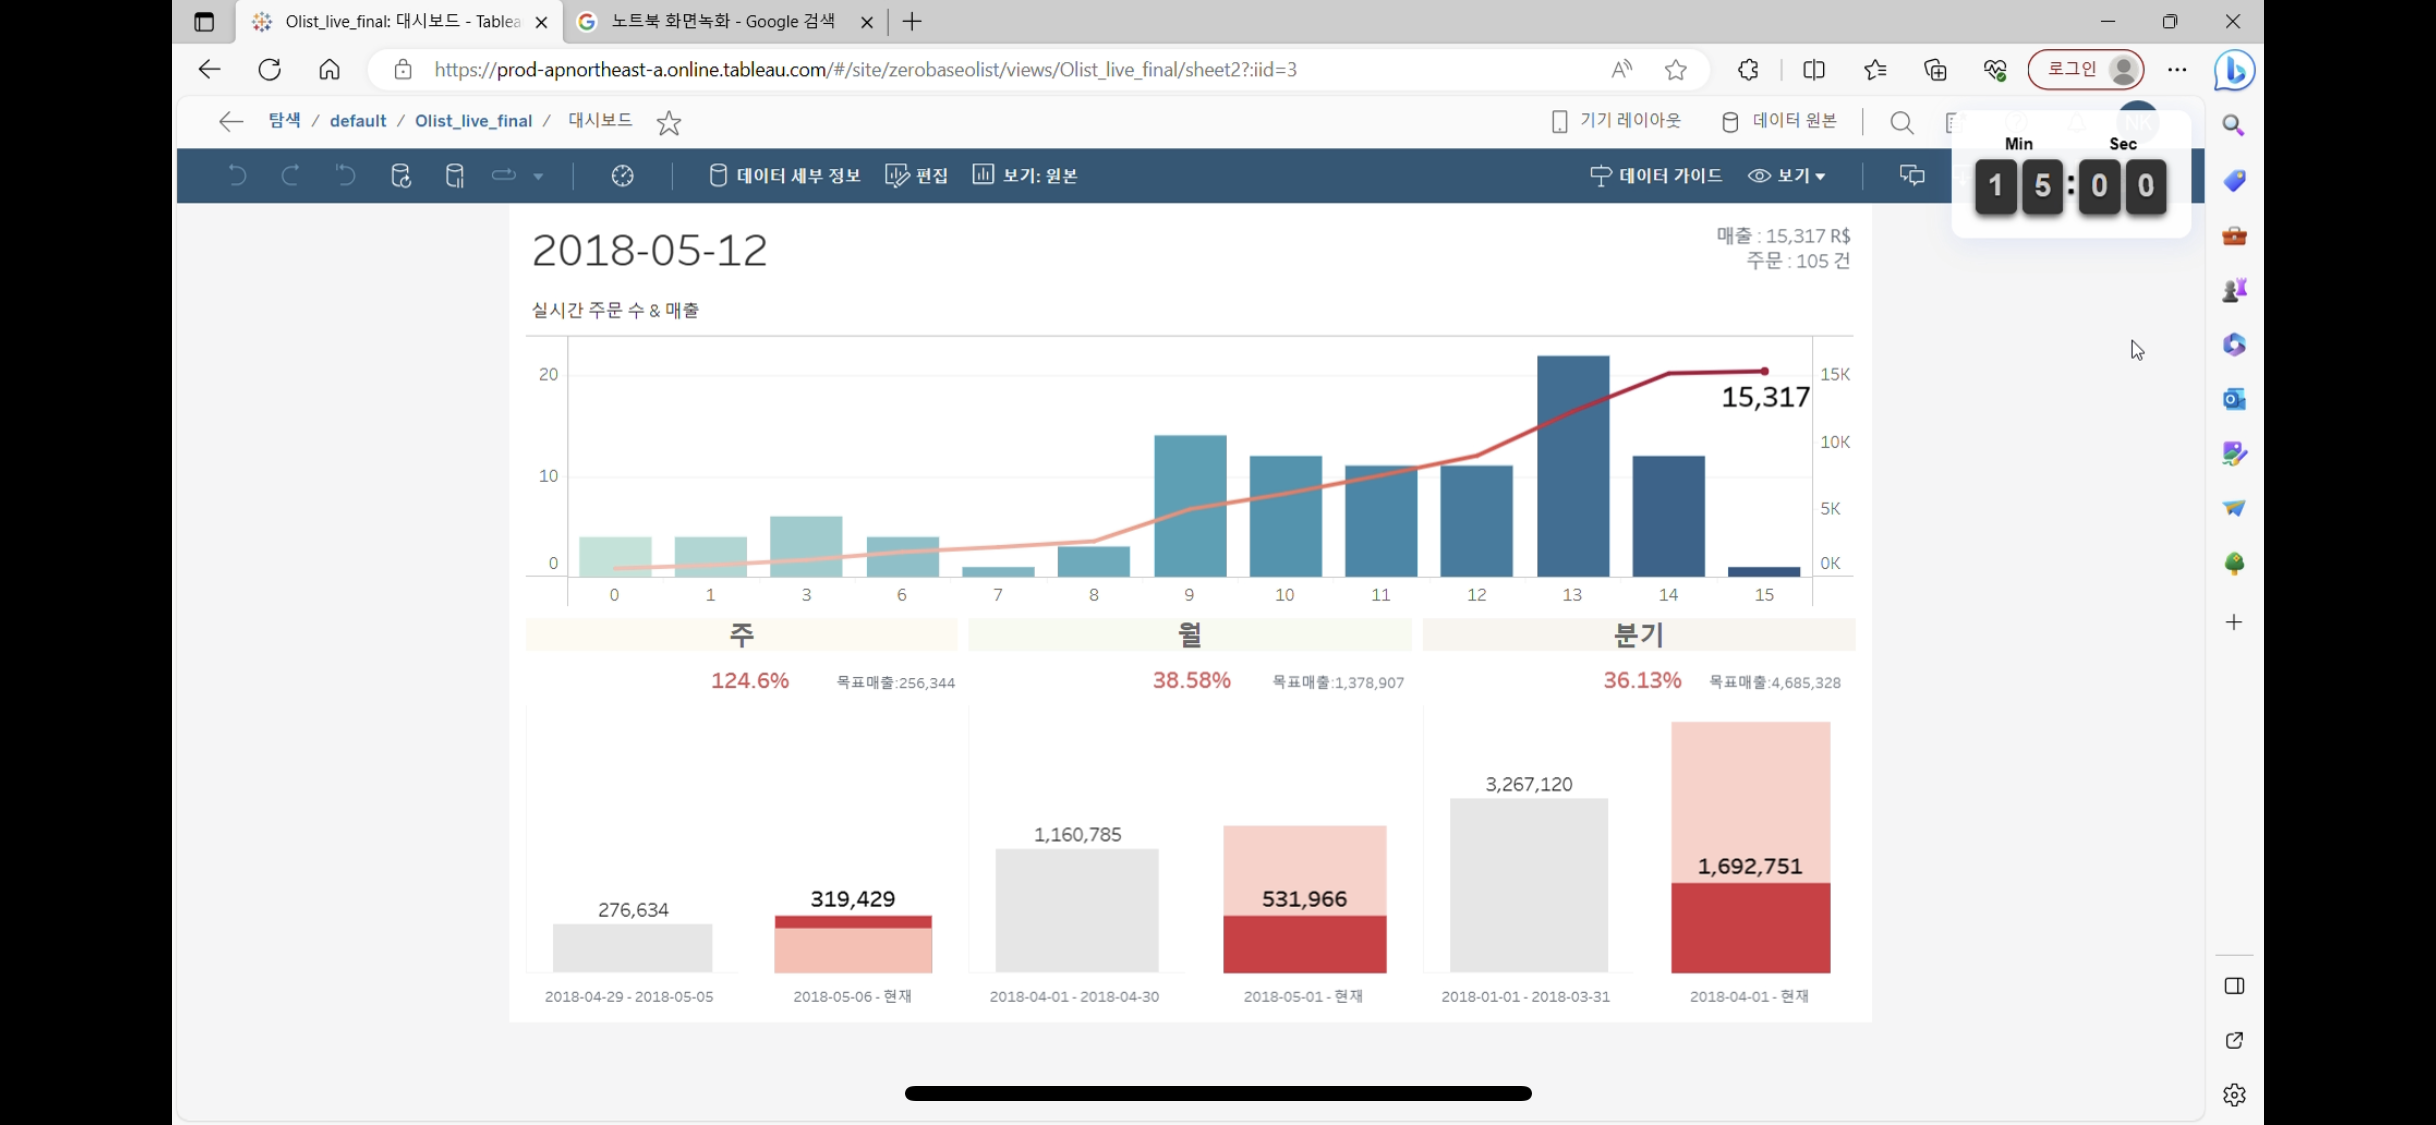 Olist_live_final: 대시보드 - Tablea
노트북 화면녹화 - Google 검색
https://prod-apnortheast-a.online.tableau.com/#/site/zerobaseolist/views/Olist_live_final/sheet2?:iid=3
로그인
탐색 / default / Olist_live_final / 대시보드
기기 레이아웃
데이터 원본
NK
Min Sec
1 5 : 0 0
데이터 세부 정보
편집
보기: 원본
데이터 가이드
보기
2018-05-12
매출 : 15,317 R$
주문 : 105 건
실시간 주문 수 & 매출
20
10
0
15,317
15K
10K
5K
0K
0 1 3 6 7 8 9 10 11 12 13 14 15
주
월
분기
124.6% 목표매출:256,344
38.58% 목표매출:1,378,907
36.13% 목표매출:4,685,328
276,634
319,429
1,160,785
531,966
3,267,120
1,692,751
2018-04-29 - 2018-05-05
2018-05-06 - 현재
2018-04-01 - 2018-04-30
2018-05-01 - 현재
2018-01-01 - 2018-03-31
2018-04-01 - 현재